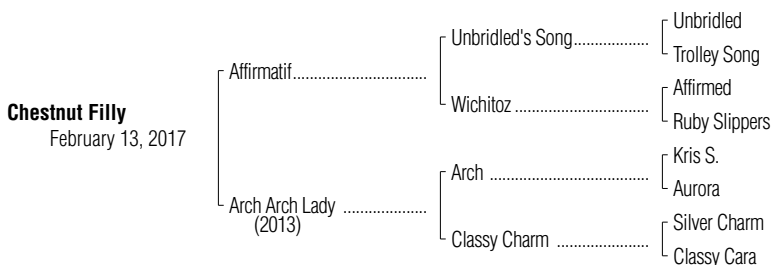 Unbridled
Unbridled's Song..................
Trolley Song
Affirmatif................................
Affirmed
Wichitoz ................................
Ruby Slippers
Chestnut Filly
February 13, 2017
Kris S.
Arch ......................................
Aurora
Arch Arch Lady ....................
(2013)
Silver Charm
Classy Charm ......................
Classy Cara